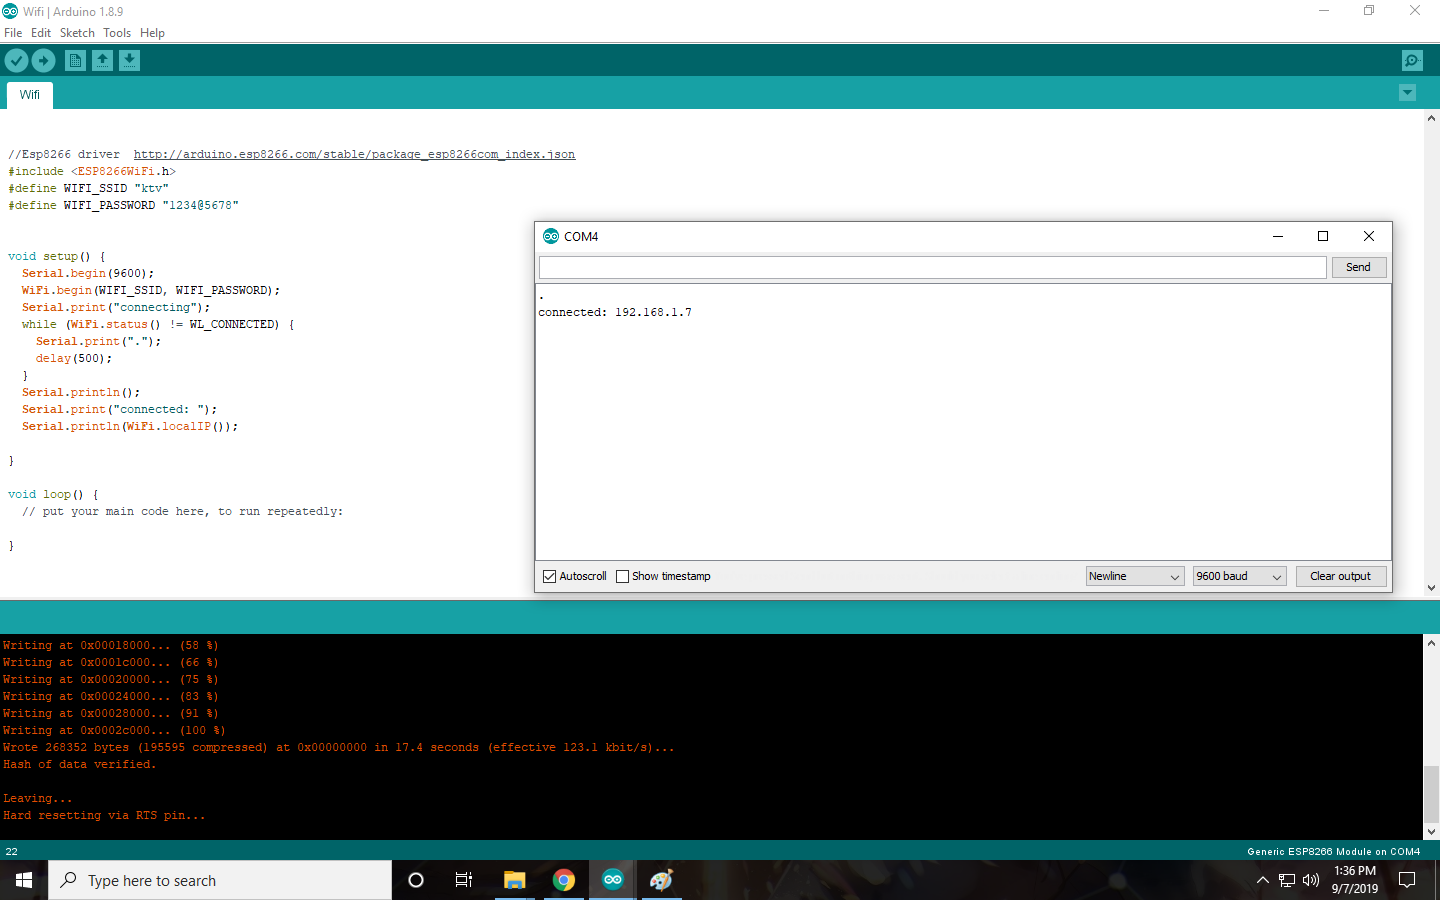 Wifi | Arduino 1.8.9
File Edit Sketch Tools Help
Wifi
//Esp8266 driver  http://arduino.esp8266.com/stable/package_esp8266com_index.json
#include <ESP8266WiFi.h>
#define WIFI_SSID "ktv"
#define WIFI_PASSWORD "1234@5678"
void setup() {
  Serial.begin(9600);
  WiFi.begin(WIFI_SSID, WIFI_PASSWORD);
  Serial.print("connecting");
  while (WiFi.status() != WL_CONNECTED) {
    Serial.print(".");
    delay(500);
  }
  Serial.println();
  Serial.print("connected: ");
  Serial.println(WiFi.localIP());
}
void loop() {
  // put your main code here, to run repeatedly:
}
COM4
Send
.
connected: 192.168.1.7
Autoscroll Show timestamp Newline 9600 baud Clear output
Writing at 0x00018000... (58 %)
Writing at 0x0001c000... (66 %)
Writing at 0x00020000... (75 %)
Writing at 0x00024000... (83 %)
Writing at 0x00028000... (91 %)
Writing at 0x0002c000... (100 %)
Wrote 268352 bytes (195595 compressed) at 0x00000000 in 17.4 seconds (effective 123.1 kbit/s)...
Hash of data verified.
Leaving...
Hard resetting via RTS pin...
22 Generic ESP8266 Module on COM4
Type here to search
1:36 PM
9/7/2019